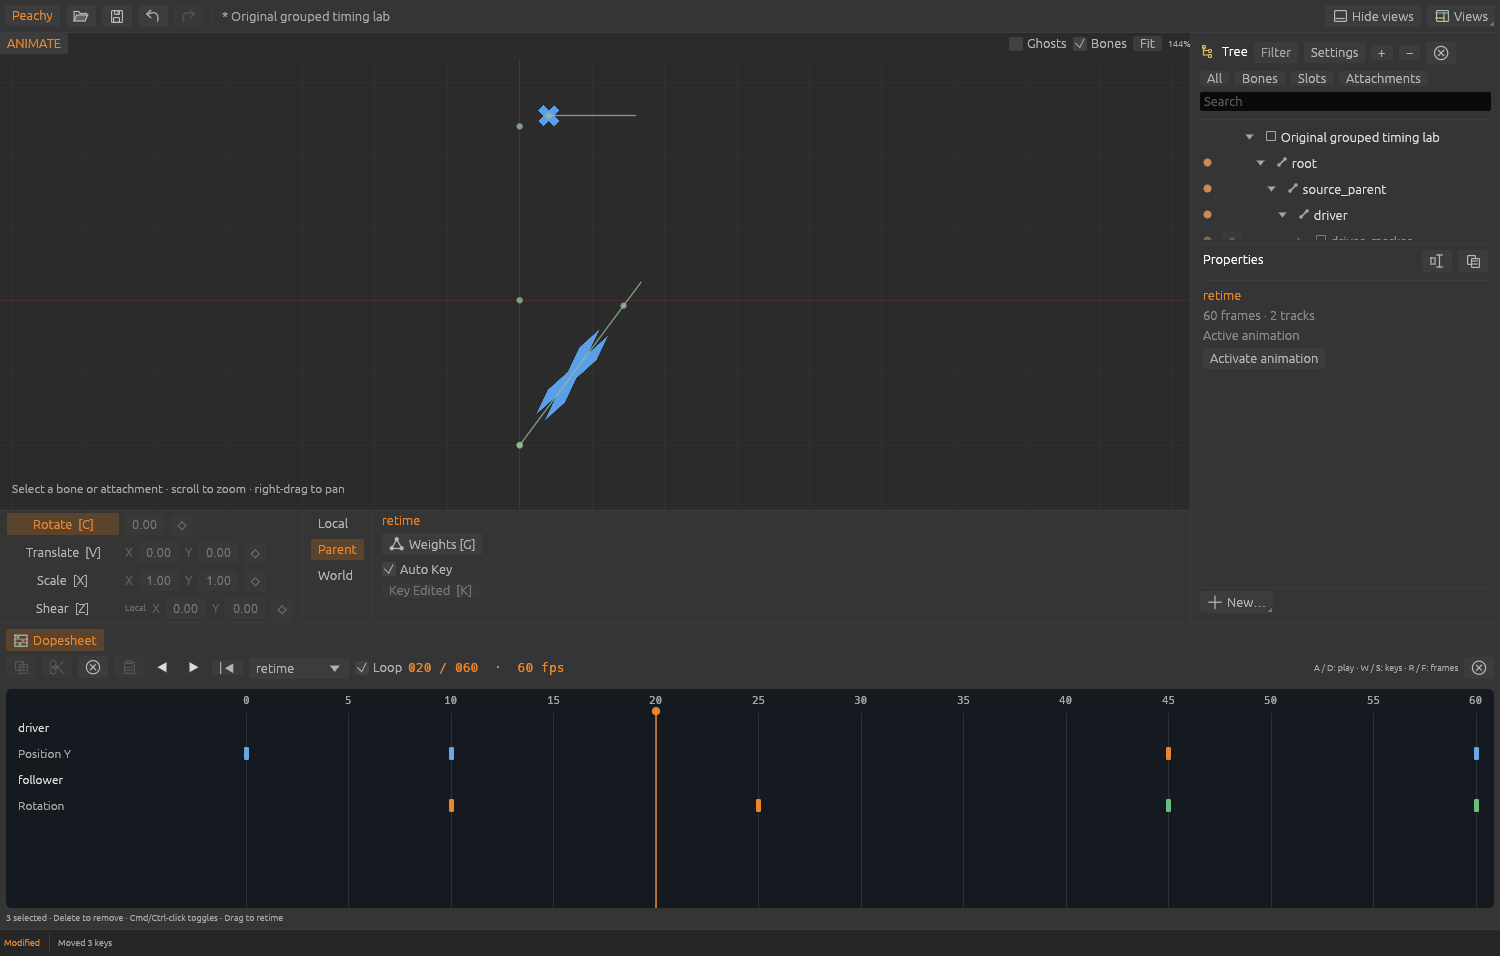 Peachy
* Original grouped timing lab
Hide views
Views
ANIMATE
Ghosts
Bones
Fit
144%
Tree
Filter
Settings
+
−
All
Bones
Slots
Attachments
Search
Original grouped timing lab
root
source_parent
driver
Properties
retime
60 frames · 2 tracks
Active animation
Activate animation
New...
Select a bone or attachment · scroll to zoom · right-drag to pan
Rotate [C]
0.00
Translate [V]
X 0.00 Y 0.00
Scale [X]
X 1.00 Y 1.00
Shear [Z]
Local X 0.00 Y 0.00
Local
Parent
World
retime
Weights [G]
Auto Key
Key Edited [K]
Dopesheet
retime
Loop
020 / 060 · 60 fps
A / D: play · W / S: keys · R / F: frames
0 5 10 15 20 25 30 35 40 45 50 55 60
driver
Position Y
follower
Rotation
3 selected · Delete to remove · Cmd/Ctrl-click toggles · Drag to retime
Modified
Moved 3 keys